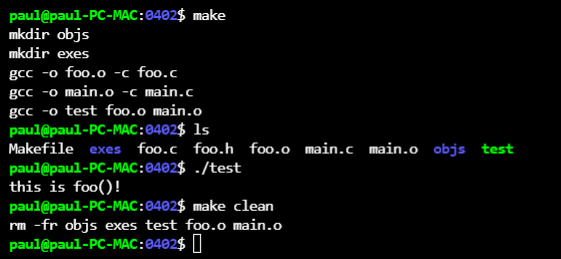 paul@paul-PC-MAC:0402$ make
mkdir objs
mkdir exes
gcc -o foo.o -c foo.c
gcc -o main.o -c main.c
gcc -o test foo.o main.o
paul@paul-PC-MAC:0402$ ls
Makefile  exes  foo.c  foo.h  foo.o  main.c  main.o  objs  test
paul@paul-PC-MAC:0402$ ./test
this is foo()!
paul@paul-PC-MAC:0402$ make clean
rm -fr objs exes test foo.o main.o
paul@paul-PC-MAC:0402$